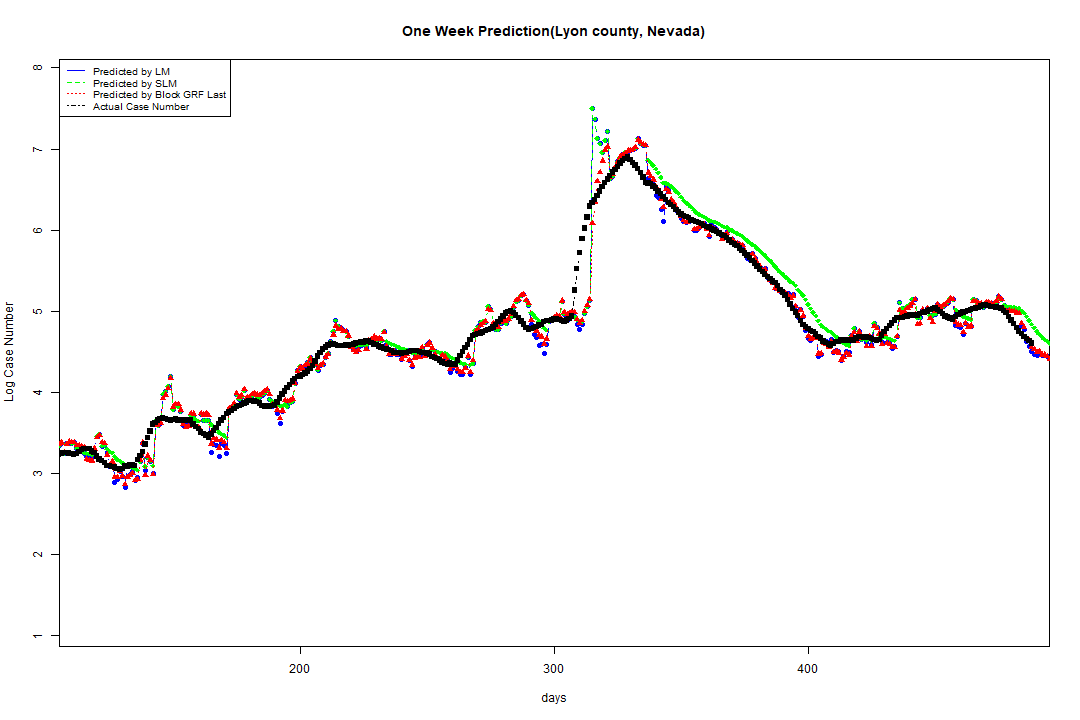 One Week Prediction(Lyon county, Nevada)
Predicted by LM
Predicted by SLM
Predicted by Block GRF Last
Actual Case Number
8
7
6
5
4
3
2
1
Log Case Number
200 300 400
days